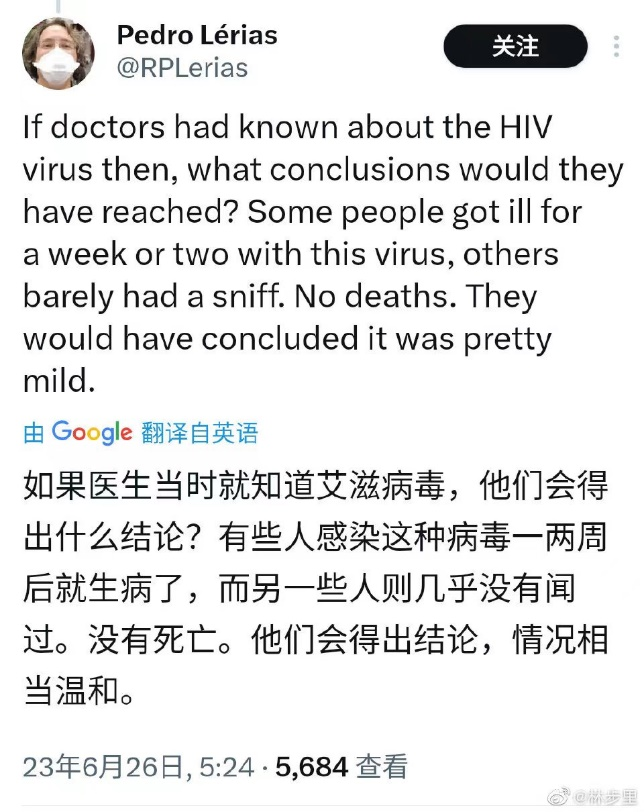 Pedro Lérias
关注
@RPLerias
If doctors had known about the HIV
virus then, what conclusions would they
have reached? Some people got ill for
a week or two with this virus, others
barely had a sniff. No deaths. They
would have concluded it was pretty
mild.
由 Google 翻译自英语
如果医生当时就知道艾滋病毒，他们会得
出什么结论？有些人感染这种病毒一两周
后就生病了，而另一些人则几乎没有闻
过。没有死亡。他们会得出结论，情况相
当温和。
23年6月26日, 5:24 · 5,684 查看
@林步里